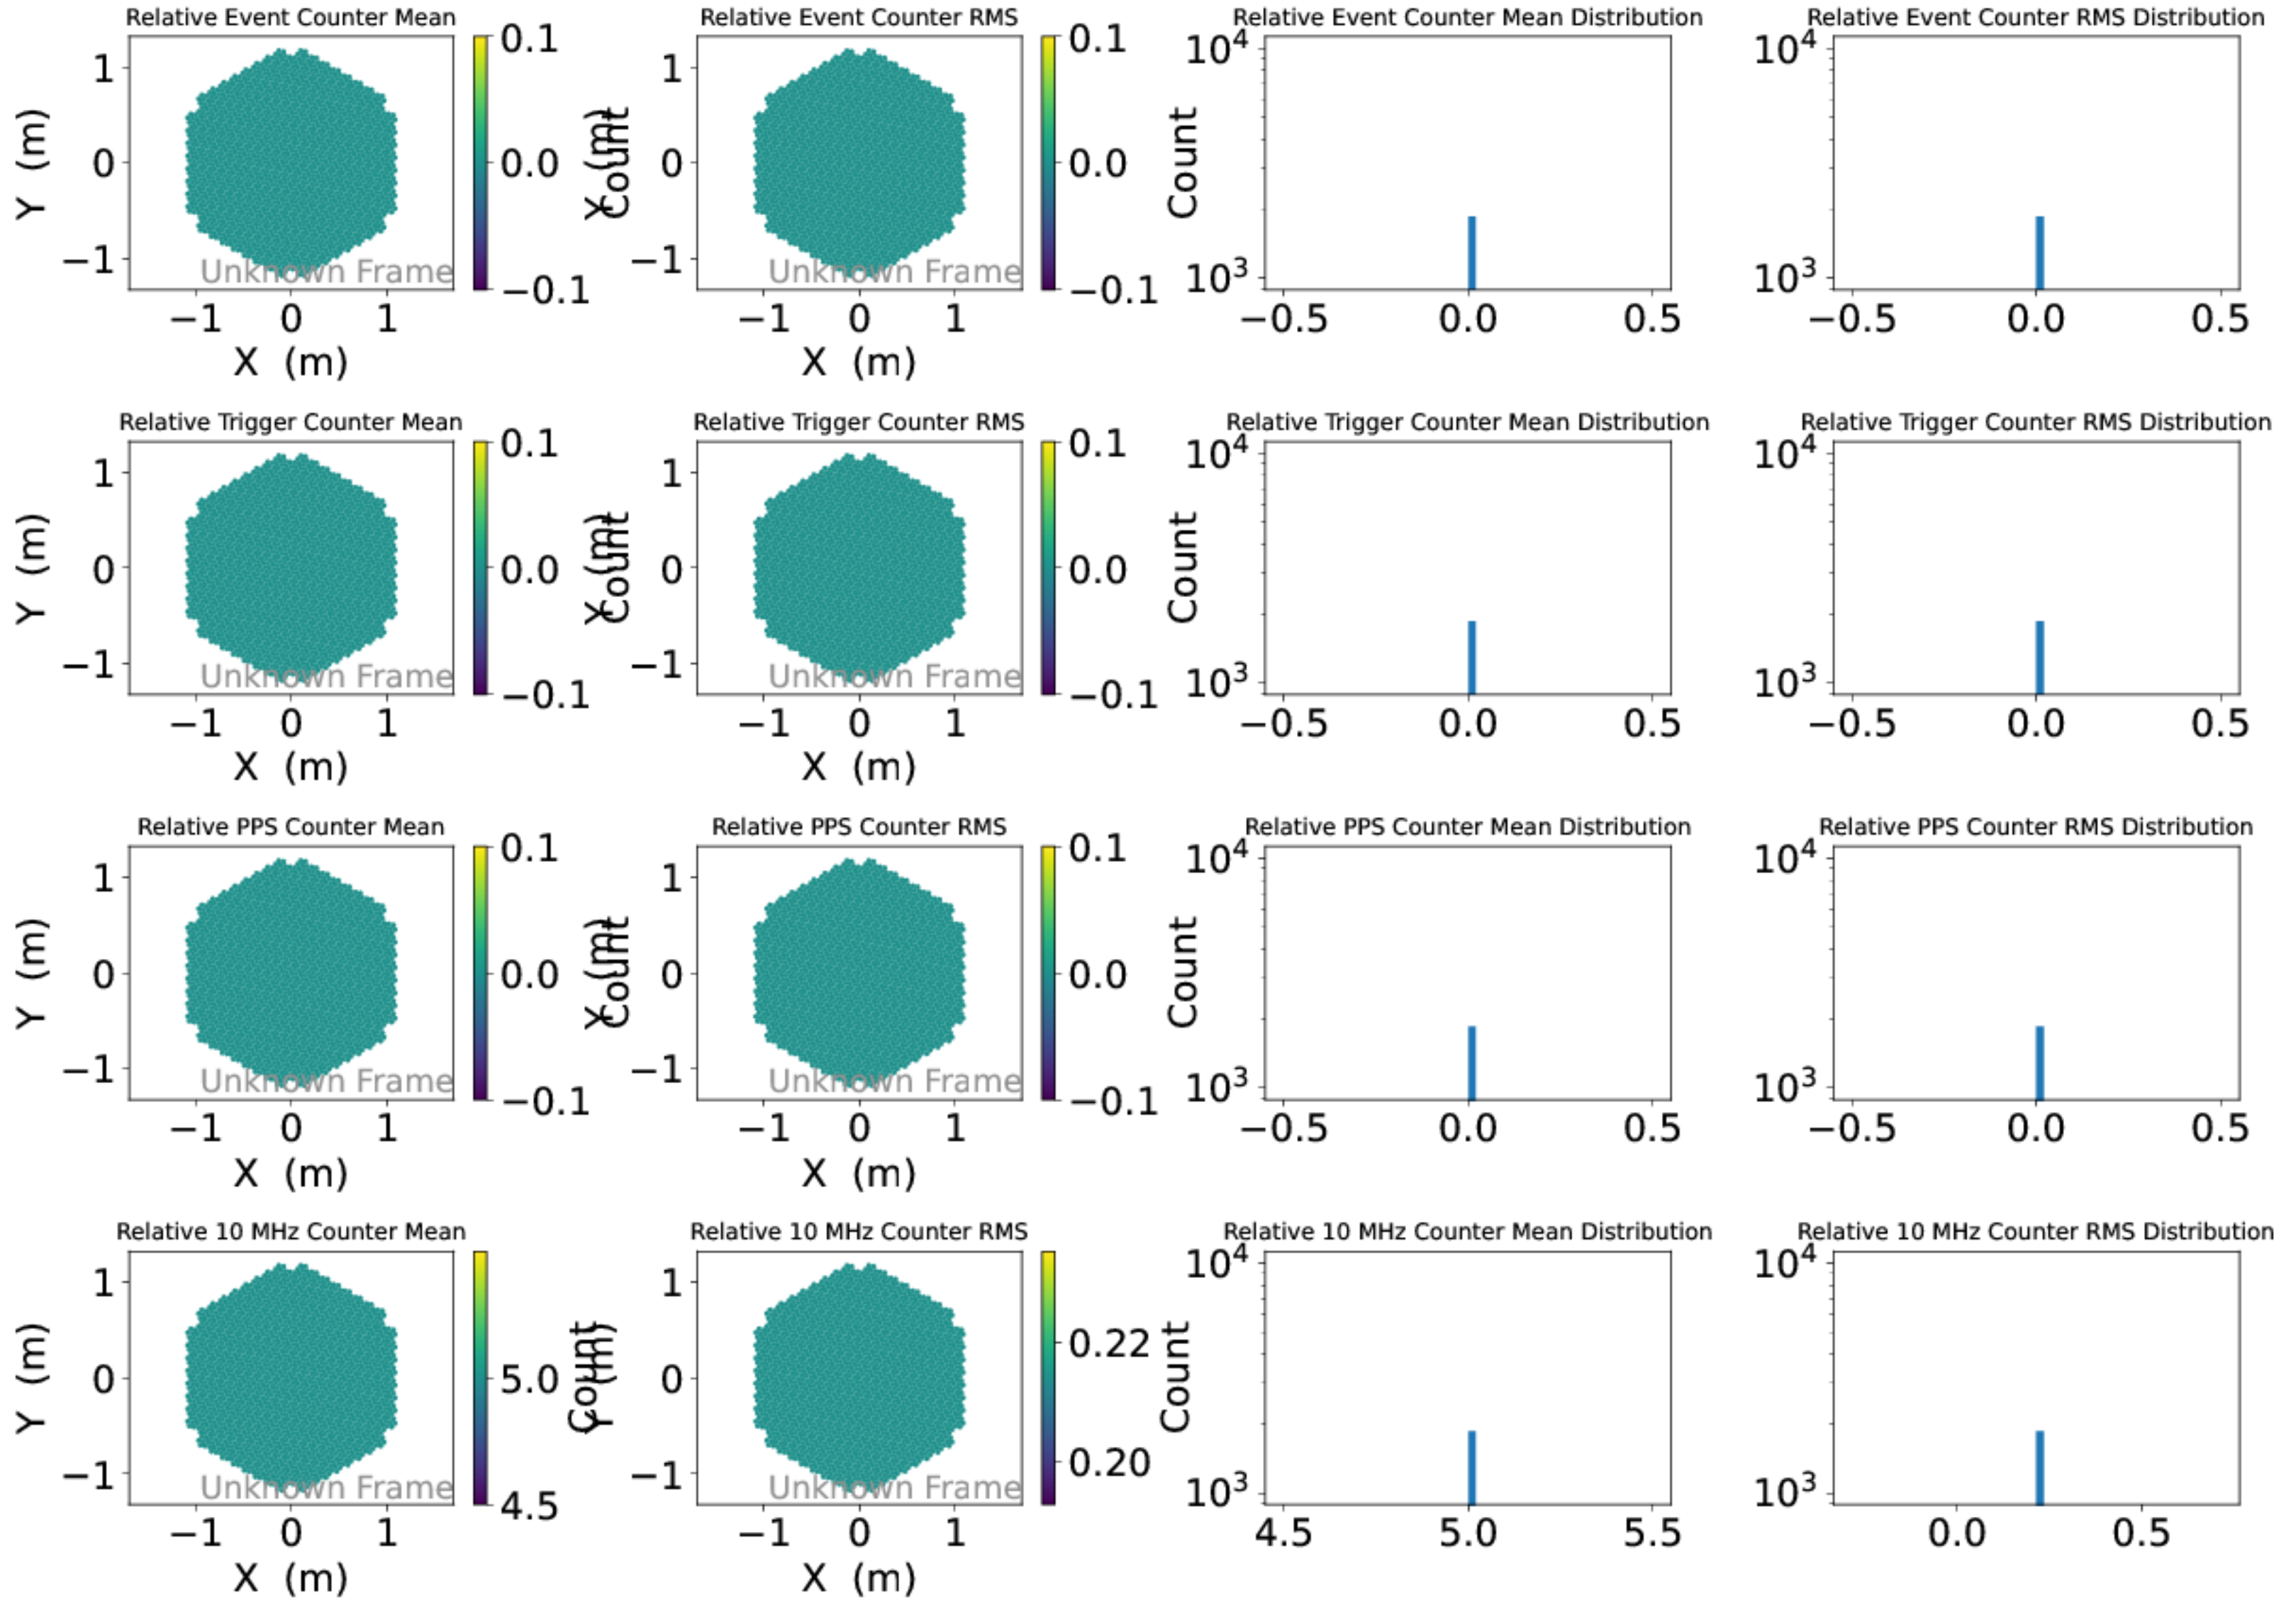 Relative Event Counter Mean
Y (m)
1
0
−1
−1 0 1
X (m)
Unknown Frame
0.1
0.0
−0.1
Count
Relative Event Counter RMS
Y (m)
1
0
−1
−1 0 1
X (m)
Unknown Frame
0.1
0.0
−0.1
Relative Event Counter Mean Distribution
Count
10⁴
10³
−0.5 0.0 0.5
Relative Event Counter RMS Distribution
10⁴
10³
−0.5 0.0 0.5
Relative Trigger Counter Mean
Y (m)
1
0
−1
−1 0 1
X (m)
Unknown Frame
0.1
0.0
−0.1
Count
Relative Trigger Counter RMS
Y (m)
1
0
−1
−1 0 1
X (m)
Unknown Frame
0.1
0.0
−0.1
Relative Trigger Counter Mean Distribution
Count
10⁴
10³
−0.5 0.0 0.5
Relative Trigger Counter RMS Distribution
10⁴
10³
−0.5 0.0 0.5
Relative PPS Counter Mean
Y (m)
1
0
−1
−1 0 1
X (m)
Unknown Frame
0.1
0.0
−0.1
Count
Relative PPS Counter RMS
Y (m)
1
0
−1
−1 0 1
X (m)
Unknown Frame
0.1
0.0
−0.1
Relative PPS Counter Mean Distribution
Count
10⁴
10³
−0.5 0.0 0.5
Relative PPS Counter RMS Distribution
10⁴
10³
−0.5 0.0 0.5
Relative 10 MHz Counter Mean
Y (m)
1
0
−1
−1 0 1
X (m)
Unknown Frame
5.0
4.5
Count
Relative 10 MHz Counter RMS
Y (m)
1
0
−1
−1 0 1
X (m)
Unknown Frame
0.22
0.20
Relative 10 MHz Counter Mean Distribution
Count
10⁴
10³
4.5 5.0 5.5
Relative 10 MHz Counter RMS Distribution
10⁴
10³
0.0 0.5